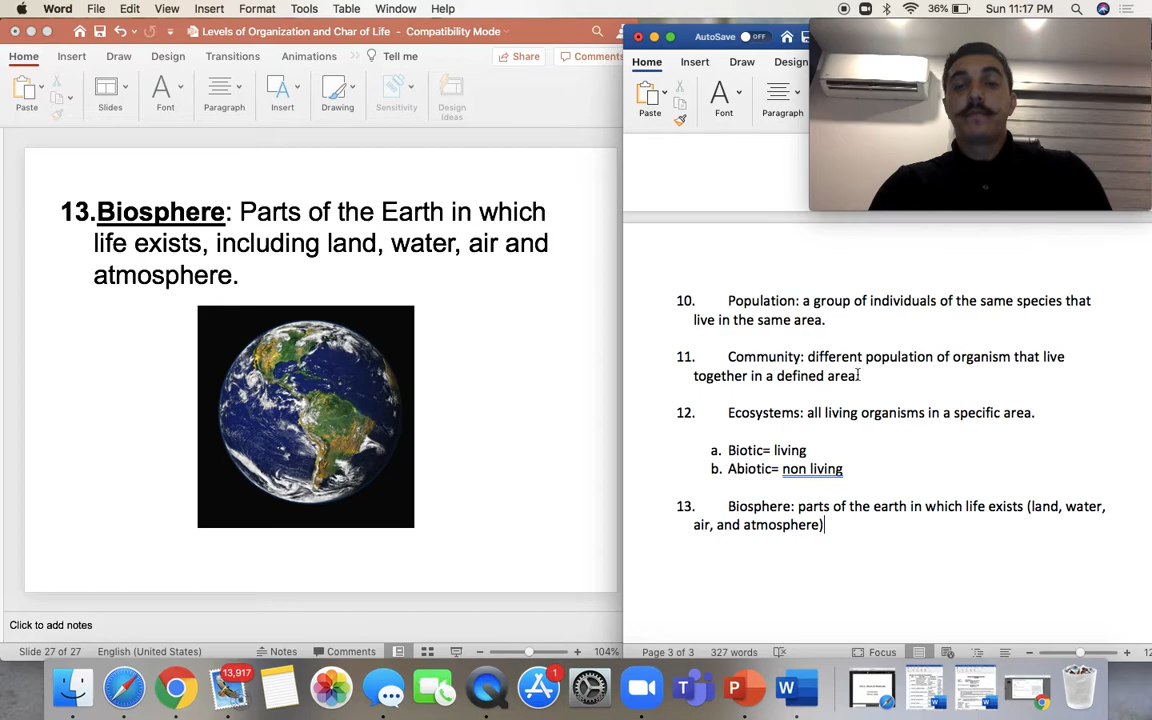 Word File Edit View Insert Format Tools Table Window Help
36% Sun 11:17 PM
Levels of Organization and Char of Life - Compatibility Mode
Home Insert Draw Design Transitions Animations Tell me Share Comments
Paste Slides Font Paragraph Insert Drawing Sensitivity Design
Ideas
13.Biosphere: Parts of the Earth in which
life exists, including land, water, air and
atmosphere.
Click to add notes
Slide 27 of 27 English (United States) Notes Comments 104%
AutoSave OFF
Home Insert Draw Design
Paste Font Paragraph
10. Population: a group of individuals of the same species that
live in the same area.
11. Community: different population of organism that live
together in a defined area.
12. Ecosystems: all living organisms in a specific area.
a. Biotic= living
b. Abiotic= non living
13. Biosphere: parts of the earth in which life exists (land, water,
air, and atmosphere)
Page 3 of 3 327 words Focus
13,917
1